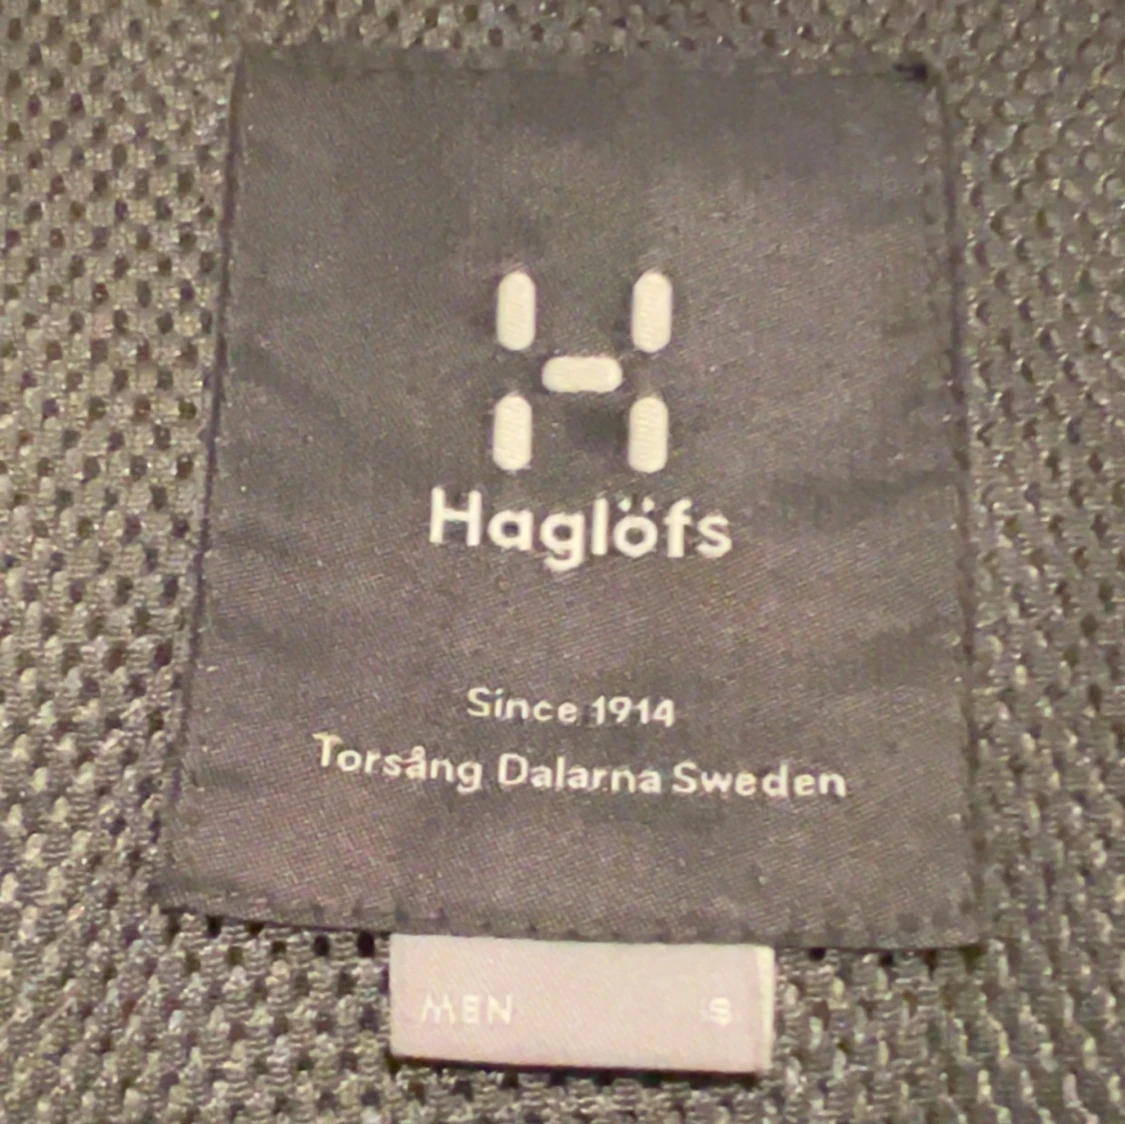 Haglöfs
Since 1914
Torsång Dalarna Sweden
MEN S